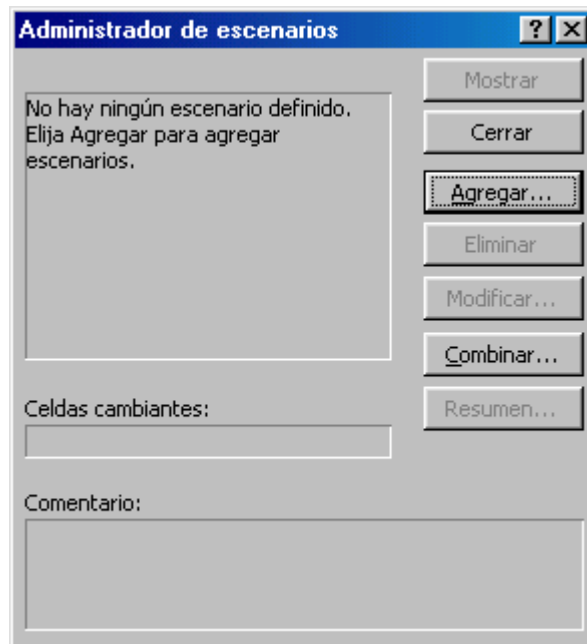 Administrador de escenarios
No hay ningún escenario definido.
Elija Agregar para agregar
escenarios.
Mostrar
Cerrar
Agregar...
Eliminar
Modificar...
Combinar...
Resumen...
Celdas cambiantes:
Comentario: